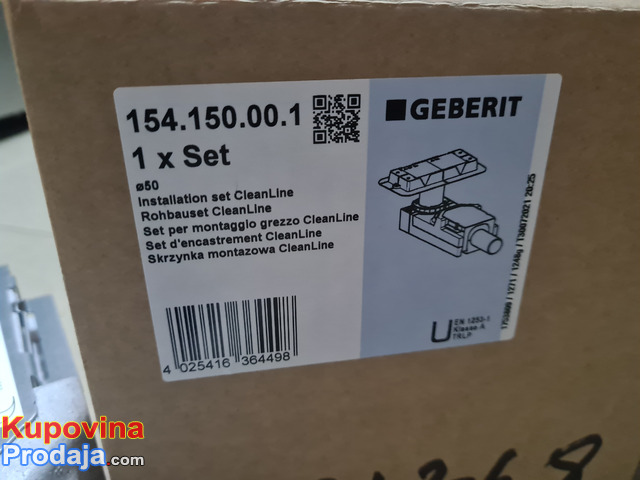 154.150.00.1
GEBERIT
1 x Set
ø50
Installation set CleanLine
Rohbauset CleanLine
Set per montaggio grezzo CleanLine
Set d'encastrement CleanLine
Skrzynka montazowa CleanLine
4 025416 364498
U EN 1253-1
Klasse A
TRLP
Kupovina
Prodaja.com